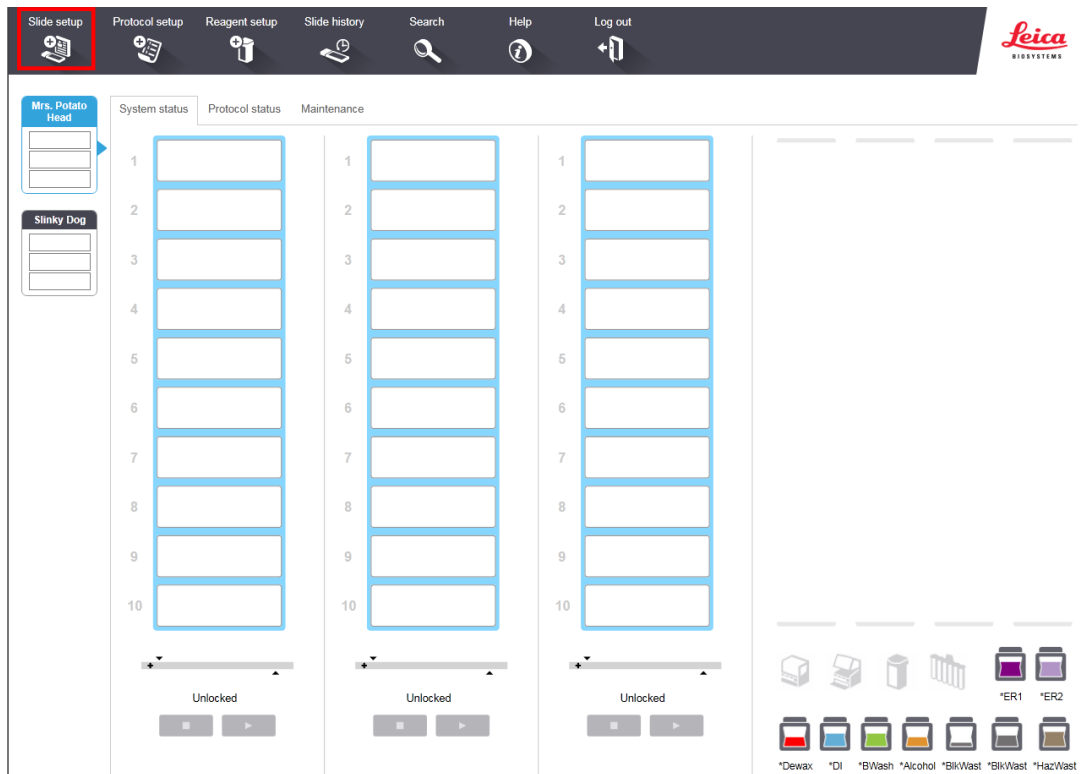 Slide setup
Protocol setup
Reagent setup
Slide history
Search
Help
Log out
Leica
BIOSYSTEMS
Mrs. Potato
Head
Slinky Dog
System status
Protocol status
Maintenance
1
2
3
4
5
6
7
8
9
10
Unlocked
1
2
3
4
5
6
7
8
9
10
Unlocked
1
2
3
4
5
6
7
8
9
10
Unlocked
*ER1
*ER2
*Dewax
*DI
*BWash
*Alcohol
*BlkWast
*BlkWast
*HazWast